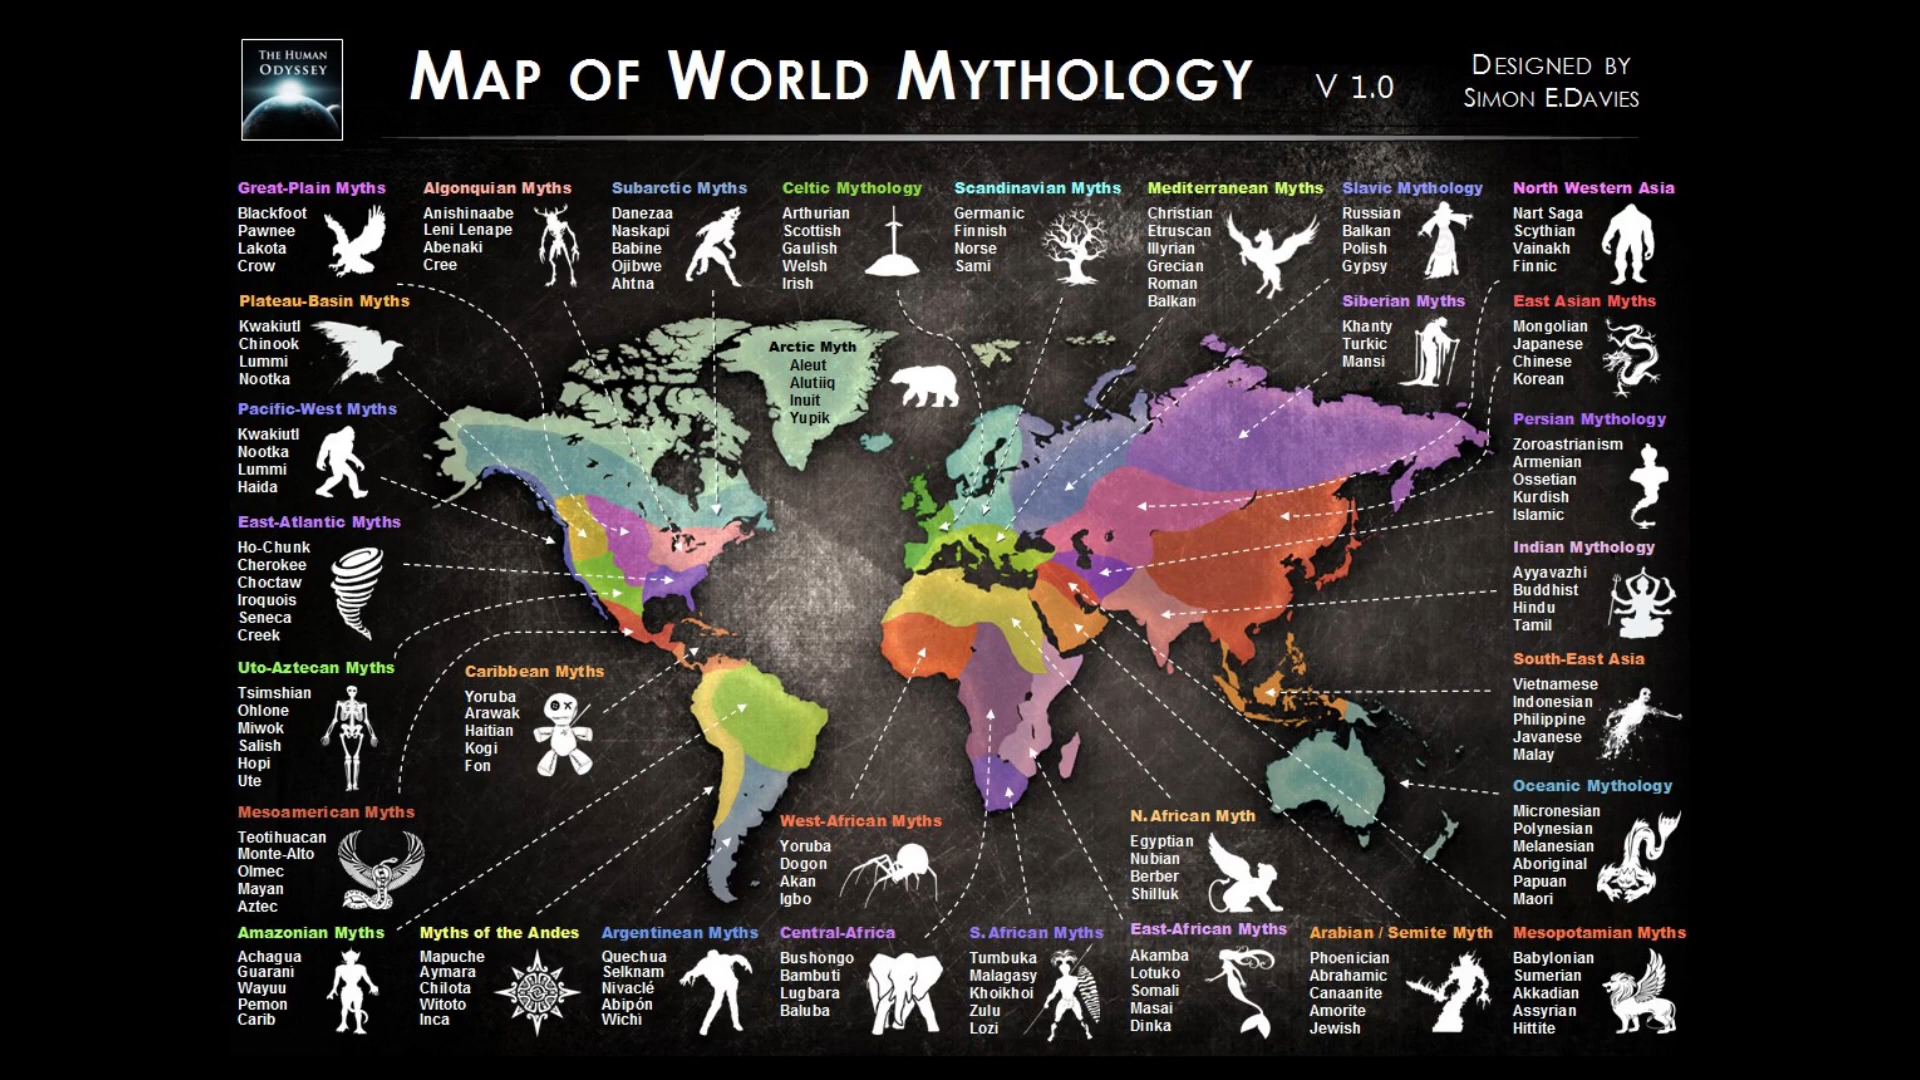 THE HUMAN
ODYSSEY
MAP OF WORLD MYTHOLOGY
V 1.0
DESIGNED BY
SIMON E.DAVIES
Great-Plain Myths
Blackfoot
Pawnee
Lakota
Crow
Algonquian Myths
Anishinaabe
Leni Lenape
Abenaki
Cree
Subarctic Myths
Danezaa
Naskapi
Babine
Ojibwe
Ahtna
Celtic Mythology
Arthurian
Scottish
Gaulish
Welsh
Irish
Scandinavian Myths
Germanic
Finnish
Norse
Sami
Mediterranean Myths
Christian
Etruscan
Illyrian
Grecian
Roman
Balkan
Slavic Mythology
Russian
Balkan
Polish
Gypsy
North Western Asia
Nart Saga
Scythian
Vainakh
Finnic
Plateau-Basin Myths
Kwakiutl
Chinook
Lummi
Nootka
Arctic Myth
Aleut
Alutiiq
Inuit
Yupik
Siberian Myths
Khanty
Turkic
Mansi
East Asian Myths
Mongolian
Japanese
Chinese
Korean
Pacific-West Myths
Kwakiutl
Nootka
Lummi
Haida
Persian Mythology
Zoroastrianism
Armenian
Ossetian
Kurdish
Islamic
East-Atlantic Myths
Ho-Chunk
Cherokee
Choctaw
Iroquois
Seneca
Creek
Indian Mythology
Ayyavazhi
Buddhist
Hindu
Tamil
Uto-Aztecan Myths
Tsimshian
Ohlone
Miwok
Salish
Hopi
Ute
Caribbean Myths
Yoruba
Arawak
Haitian
Kogi
Fon
South-East Asia
Vietnamese
Indonesian
Philippine
Javanese
Malay
Mesoamerican Myths
Teotihuacan
Monte-Alto
Olmec
Mayan
Aztec
West-African Myths
Yoruba
Dogon
Akan
Igbo
N. African Myth
Egyptian
Nubian
Berber
Shilluk
Oceanic Mythology
Micronesian
Polynesian
Melanesian
Aboriginal
Papuan
Maori
Amazonian Myths
Achagua
Guarani
Wayuu
Pemon
Carib
Myths of the Andes
Mapuche
Aymara
Chilota
Witoto
Inca
Argentinean Myths
Quechua
Selknam
Nivaclé
Abipón
Wichi
Central-Africa
Bushongo
Bambuti
Lugbara
Baluba
S. African Myths
Tumbuka
Malagasy
Khoikhoi
Zulu
Lozi
East-African Myths
Akamba
Lotuko
Somali
Masai
Dinka
Arabian / Semite Myth
Phoenician
Abrahamic
Canaanite
Amorite
Jewish
Mesopotamian Myths
Babylonian
Sumerian
Akkadian
Assyrian
Hittite